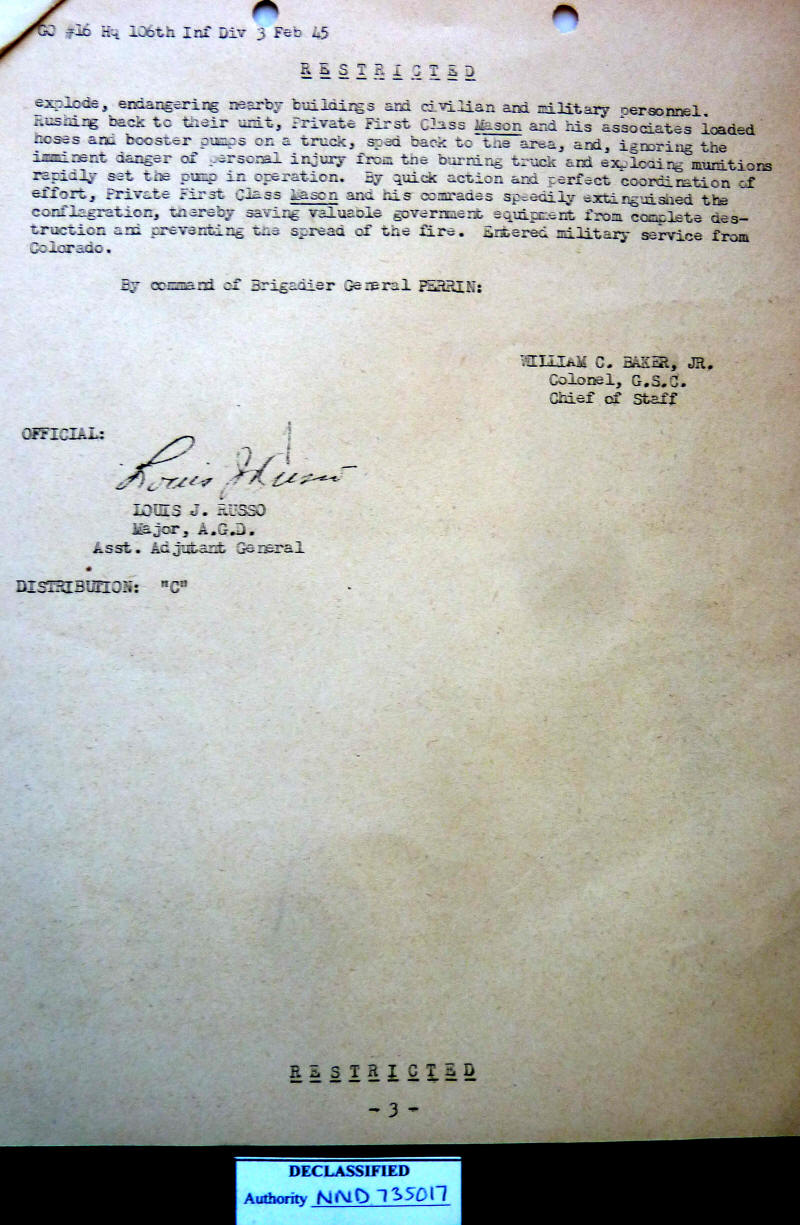 GO #16 Hq 106th Inf Div 3 Feb 45
R E S T R I C T E D
explode, endangering nearby buildings and civilian and military personnel.
Rushing back to their unit, Private First Class Mason and his associates loaded
hoses and booster pumps on a truck, sped back to the area, and, ignoring the
imminent danger of personal injury from the burning truck and exploding munitions
rapidly set the pump in operation. By quick action and perfect coordination of
effort, Private First Class Mason and his comrades speedily extinguished the
conflagration, thereby saving valuable government equipment from complete des-
truction and preventing the spread of the fire. Entered military service from
Colorado.
By command of Brigadier General PERRIN:
WILLIAM C. BAKER, JR.
Colonel, G.S.C.
Chief of Staff
OFFICIAL:
Louis J Russo
LOUIS J. RUSSO
Major, A.G.D.
Asst. Adjutant General
DISTRIBUTION: "C"
R E S T R I C T E D
- 3 -
DECLASSIFIED
Authority NND 735017